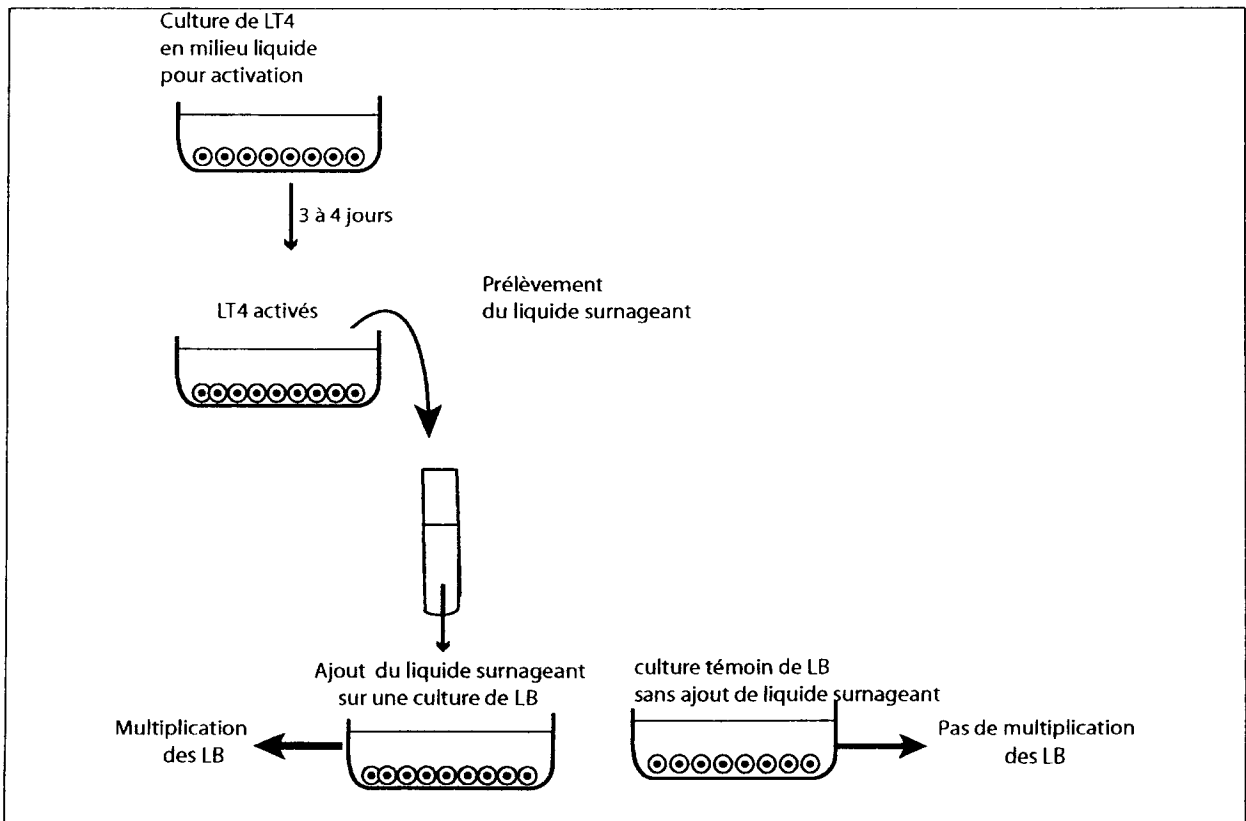 Culture de LT4
en milieu liquide
pour activation
3 à 4 jours
LT4 activés
Prélèvement
du liquide surnageant
Ajout du liquide surnageant
sur une culture de LB
culture témoin de LB
sans ajout de liquide surnageant
Multiplication
des LB
Pas de multiplication
des LB